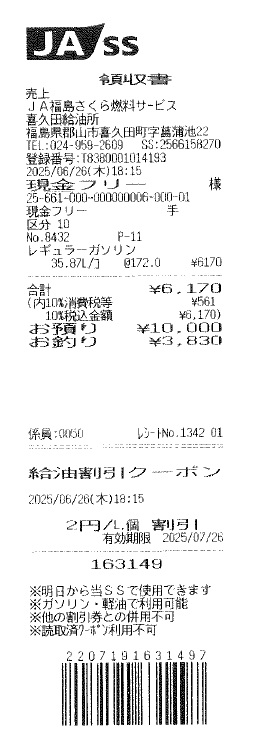 JA SS
領収書
売上
JA福島さくら燃料サービス
喜久田給油所
福島県郡山市喜久田町字菖蒲池22
TEL:024-959-2609 SS:2566158270
登録番号:T8380001014193
2025/06/26(木)18:15
現金フリー 様
25-661-000-000000006-000-01
現金フリー 手
区分 10
No.8432 P-11
レギュラーガソリン
35.87L/J @172.0 ¥6170
合計 ¥6,170
(内10%消費税等 ¥561
10%税込金額 ¥6,170)
お預り ¥10,000
お釣り ¥3,830
係員:0050 レシートNo.1342 01
給油割引クーポン
2025/06/26(木)18:15
2円/L,個 割引
有効期限 2025/07/26
163149
※明日から当SSで使用できます
※ガソリン・軽油で利用可能
※他の割引券との併用不可
※読取済クーポン利用不可
2207191631497